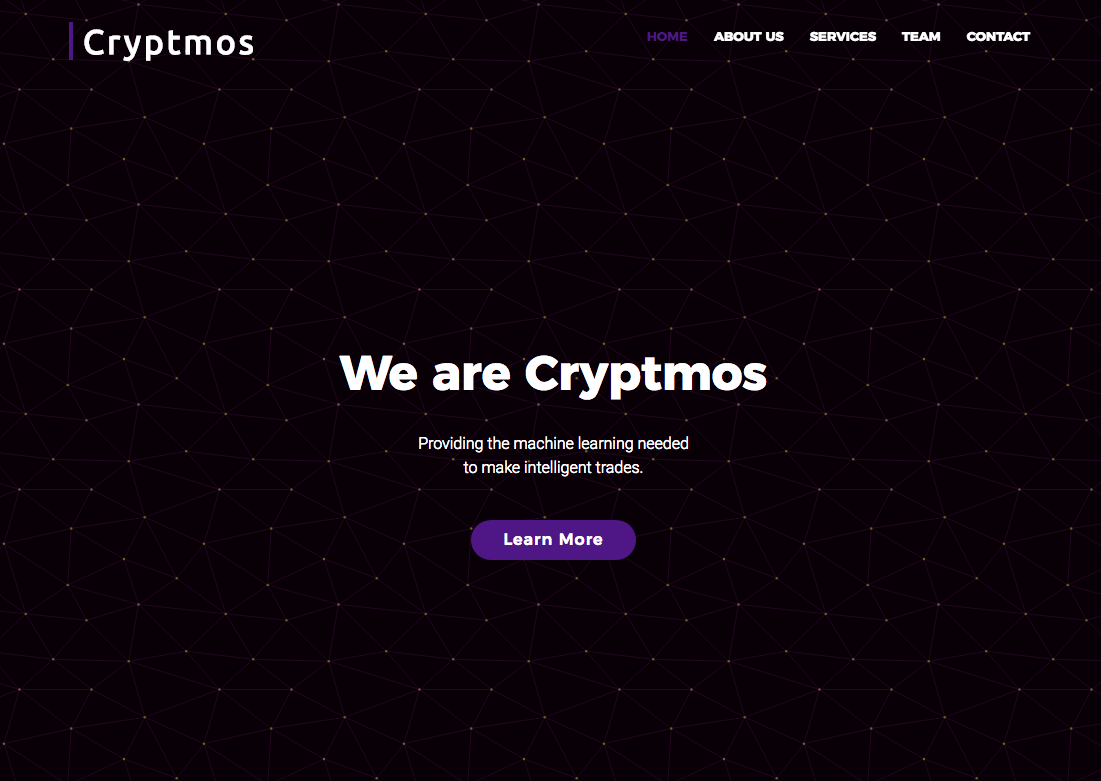 Cryptmos
HOME ABOUT US SERVICES TEAM CONTACT
We are Cryptmos
Providing the machine learning needed
to make intelligent trades.
Learn More